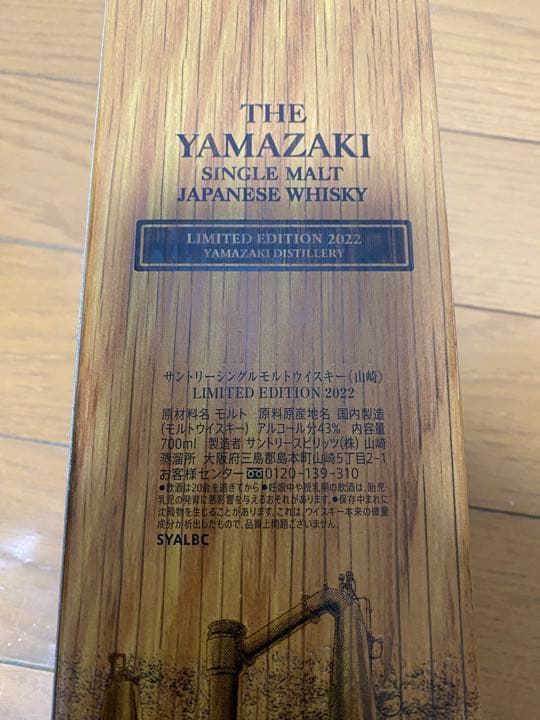 THE
YAMAZAKI
SINGLE MALT
JAPANESE WHISKY
LIMITED EDITION 2022
YAMAZAKI DISTILLERY
サントリーシングルモルトウイスキー〈山崎〉
LIMITED EDITION 2022
原材料名 モルト 原料原産地名 国内製造
(モルトウイスキー) アルコール分43% 内容量
700ml 製造者 サントリースピリッツ(株) 山崎
蒸溜所 大阪府三島郡島本町山崎5丁目2-1
お客様センター 0120-139-310
●飲酒は20歳を過ぎてから ●妊娠中や授乳期の飲酒は、胎児・
乳児の発育に悪影響を与えるおそれがあります。●保存中まれに
沈殿物を生じることがあります。これは、ウイスキー本来の微量
成分が析出したもので、品質上問題ございません。
SYALBC